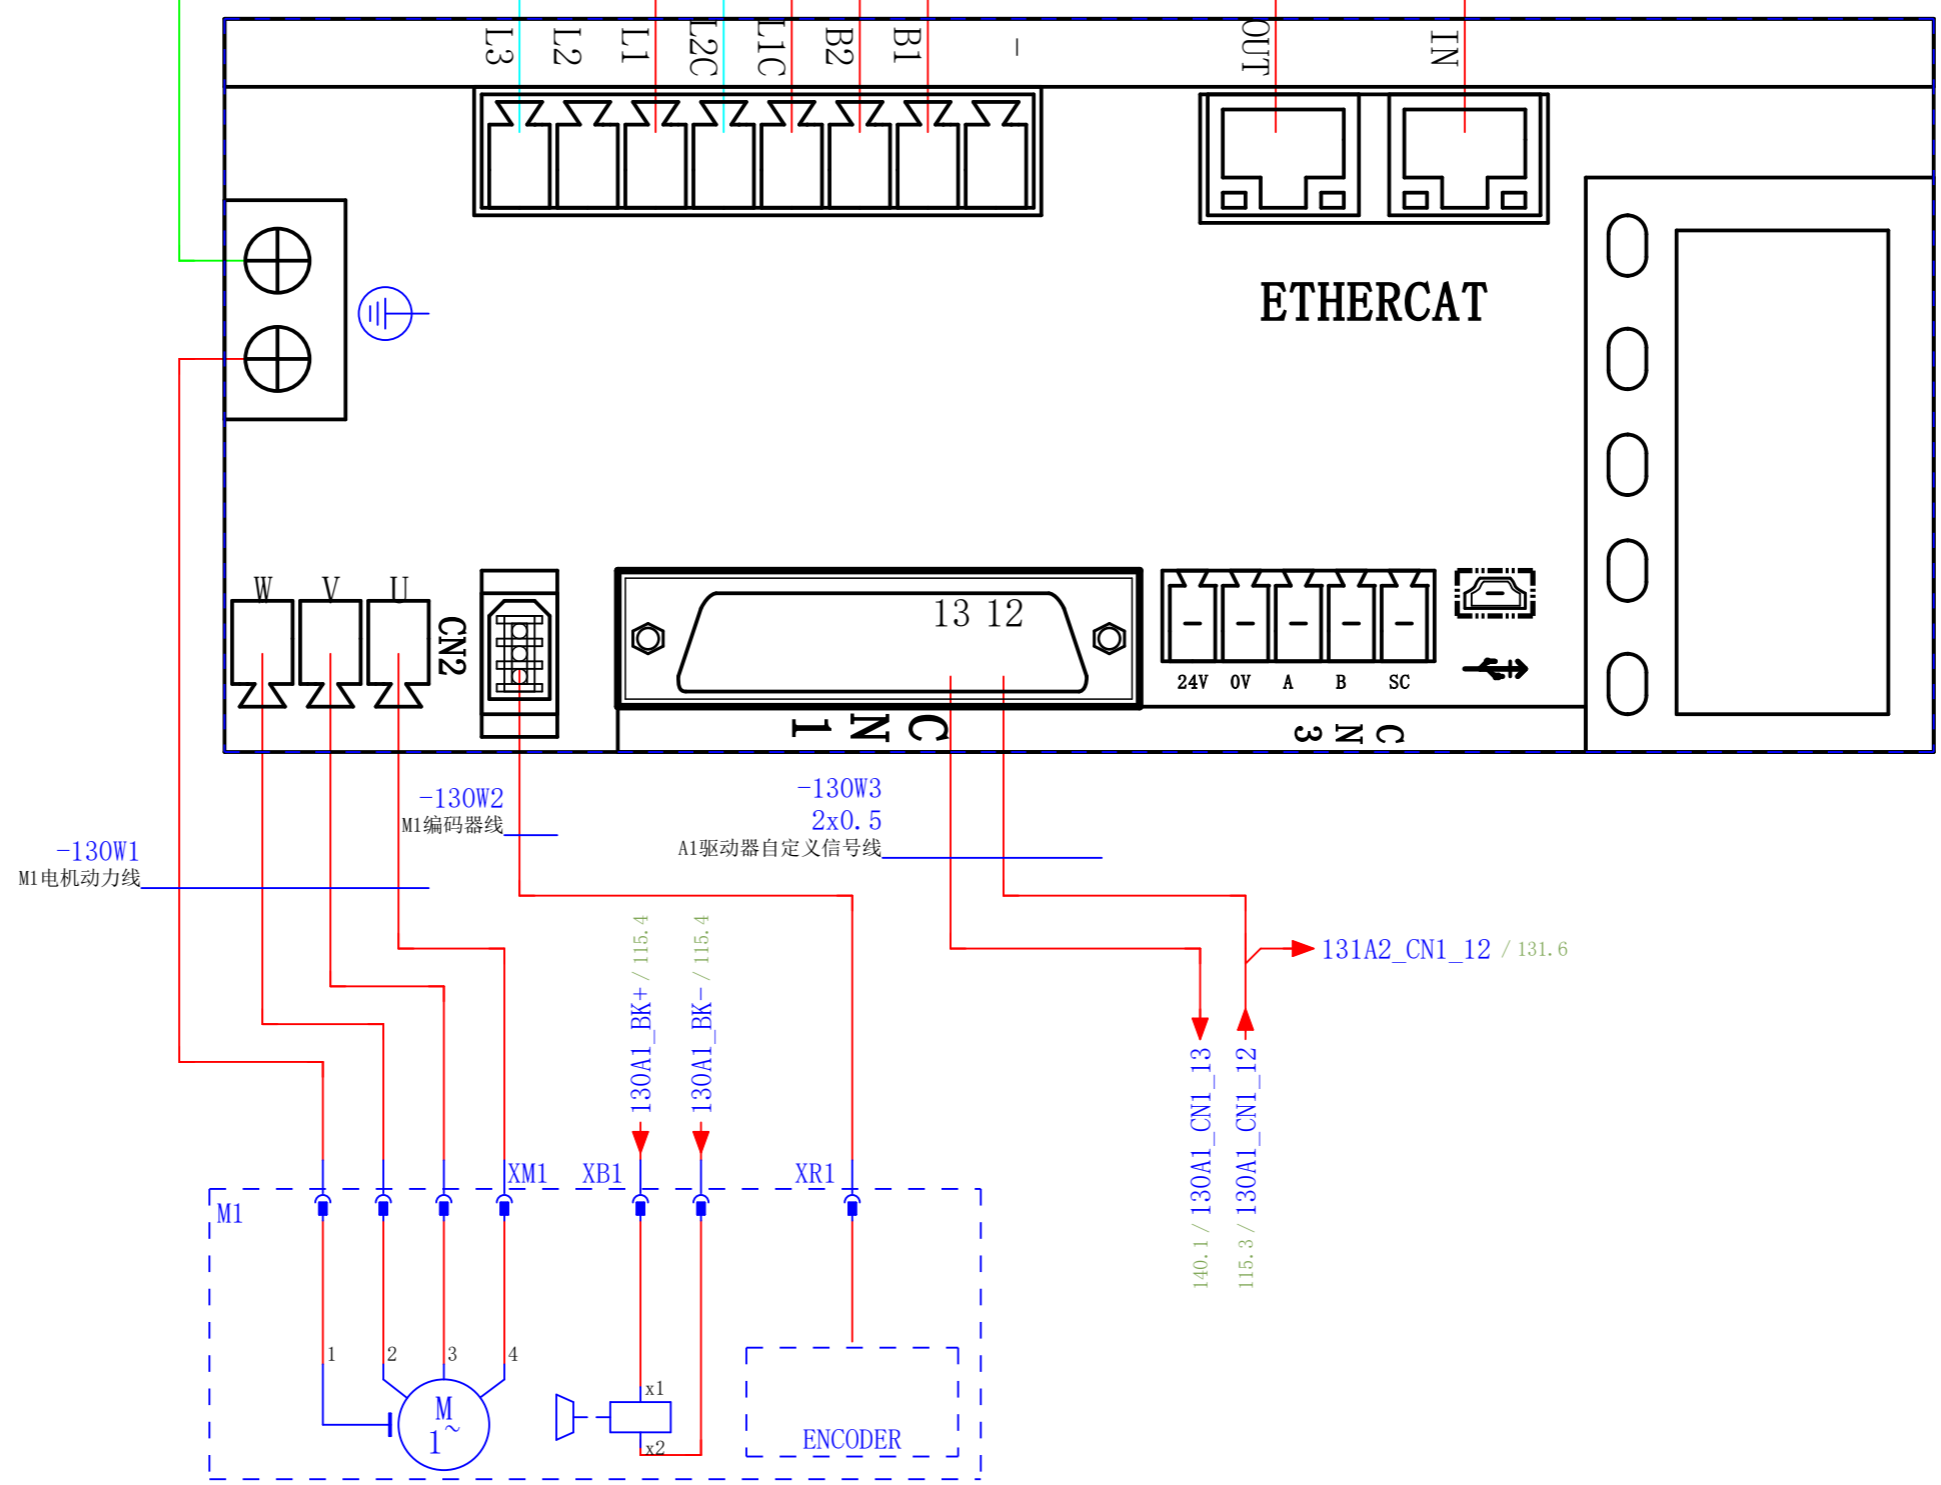 L3
L2
L1
L2C
L1C
B2
B1
-
OUT
IN
ETHERCAT
W
V
U
CN2
13 12
CN1
24V
0V
A
B
SC
CN3
-130W1
M1电机动力线
-130W2
M1编码器线
-130W3
2x0.5
A1驱动器自定义信号线
130A1_BK+ / 115.4
130A1_BK- / 115.4
131A2_CN1_12 / 131.6
140.1 / 130A1_CN1_13
115.3 / 130A1_CN1_12
M1
XM1
XB1
XR1
1
2
3
4
M
1~
x1
x2
ENCODER